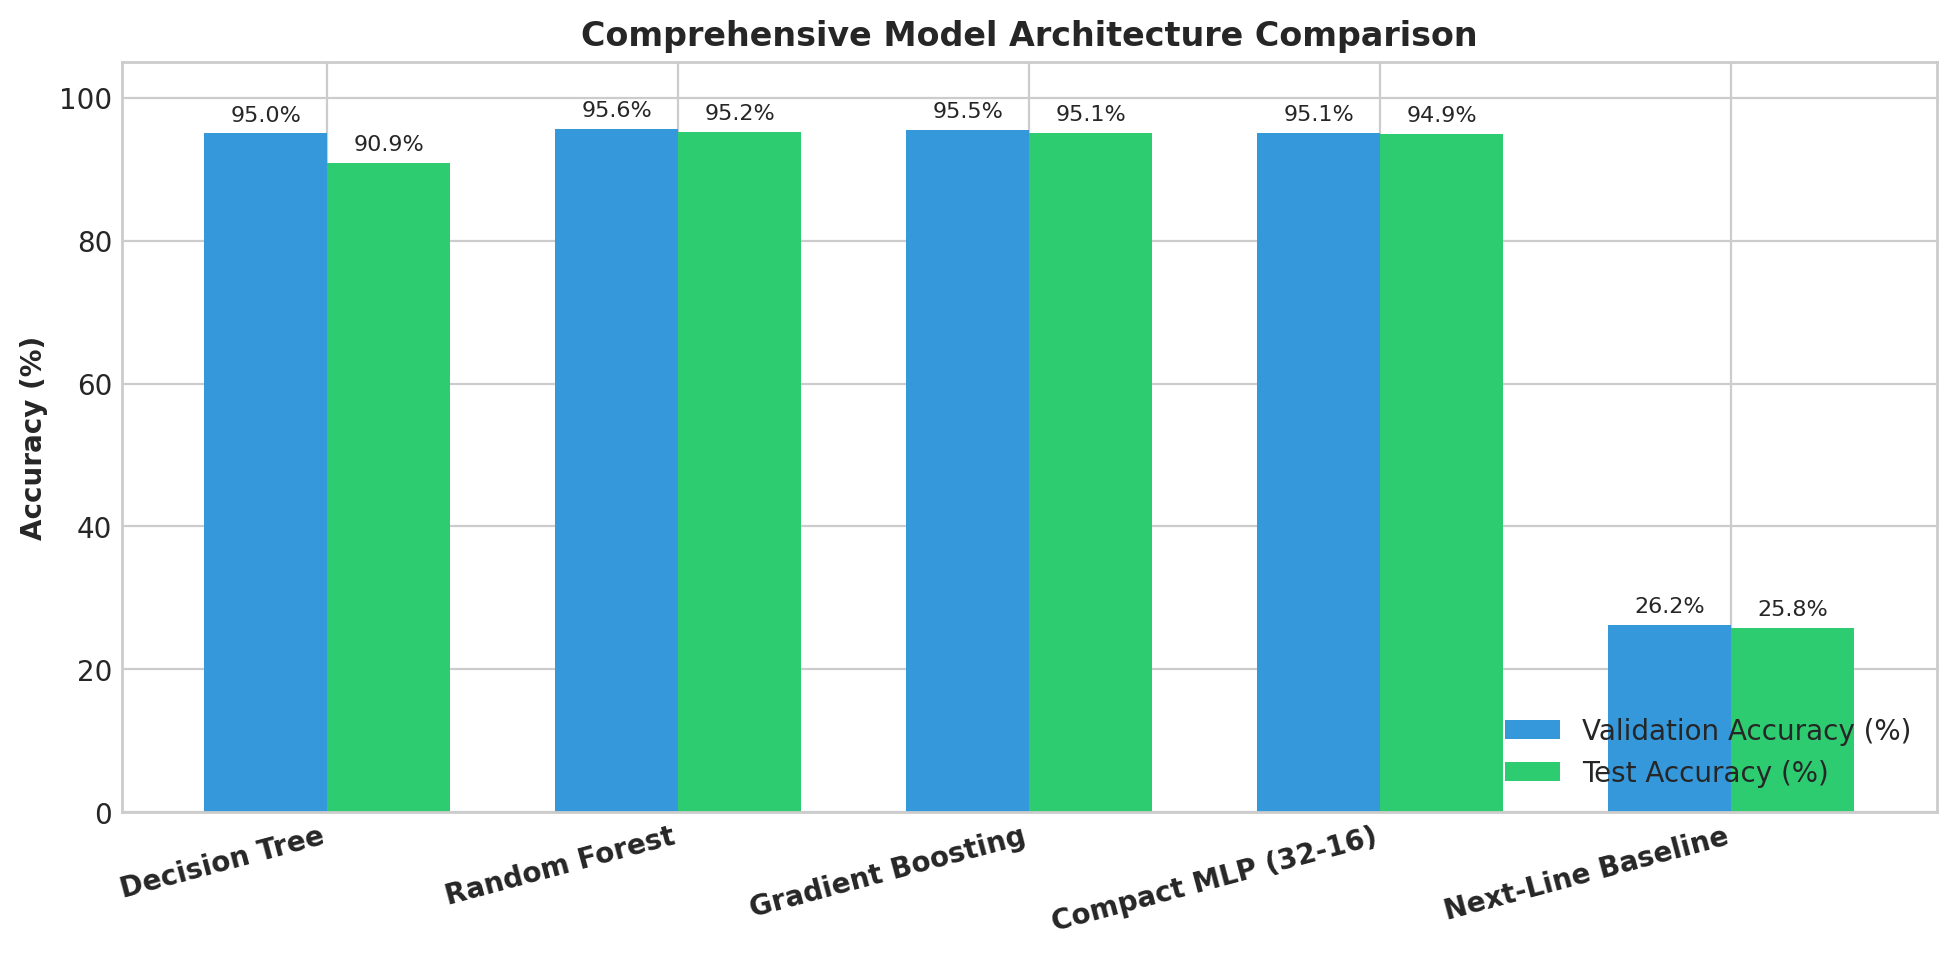 Comprehensive Model Architecture Comparison
Accuracy (%)
100
80
60
40
20
0
95.0%
90.9%
95.6%
95.2%
95.5%
95.1%
95.1%
94.9%
26.2%
25.8%
Validation Accuracy (%)
Test Accuracy (%)
Decision Tree
Random Forest
Gradient Boosting
Compact MLP (32-16)
Next-Line Baseline